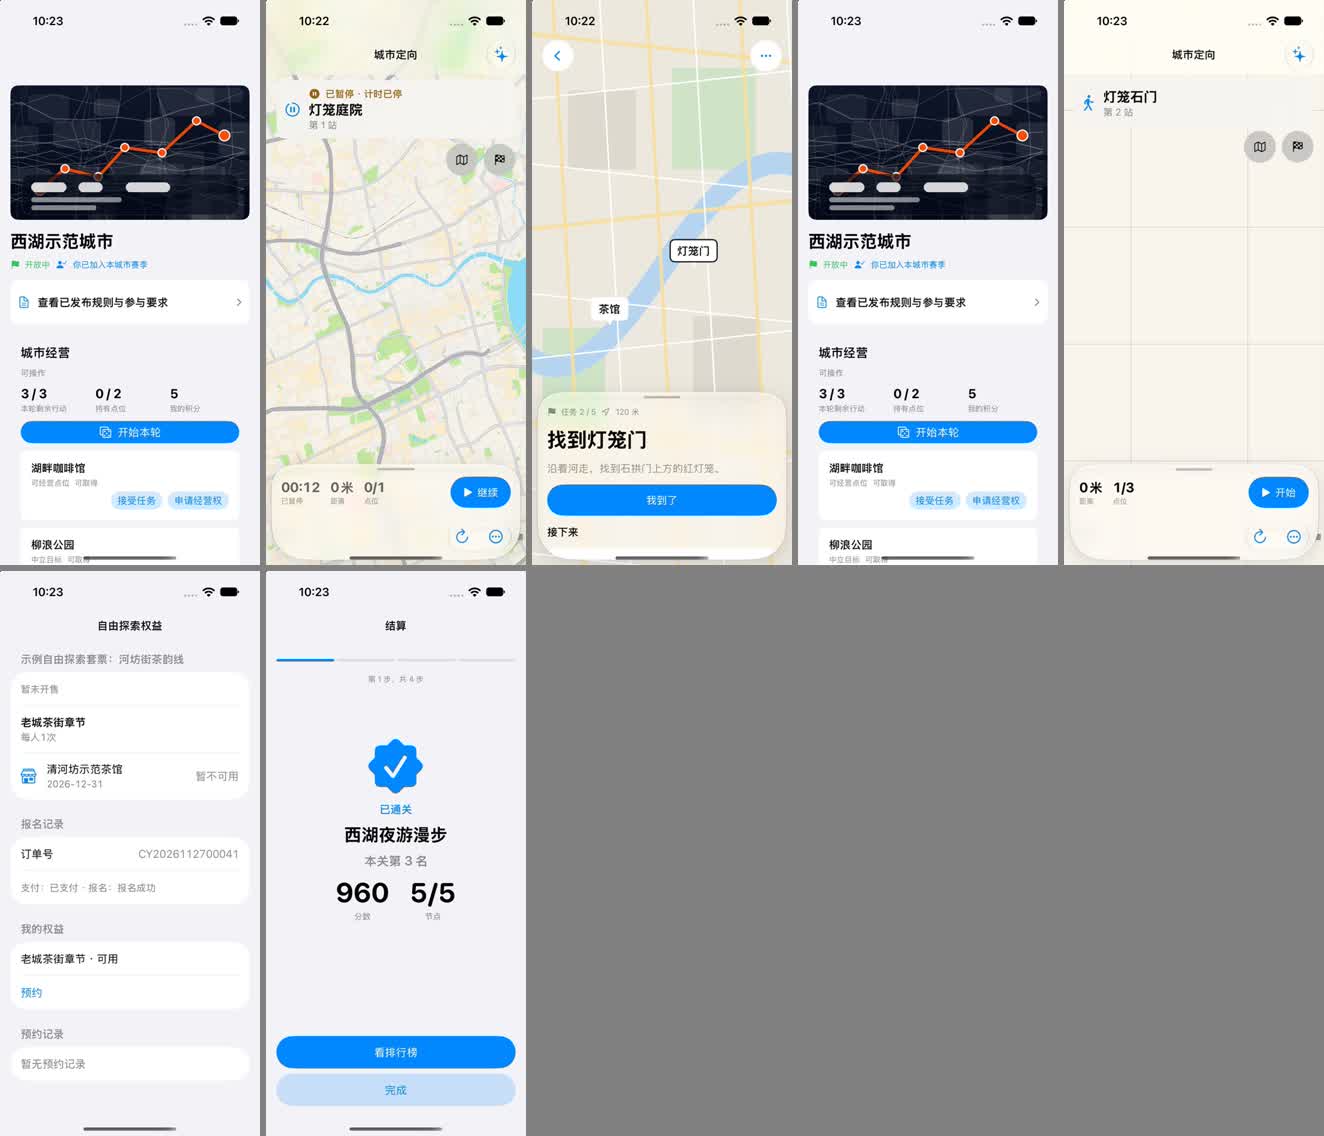 10:23
西湖示范城市
开放中 你已加入本城市赛季
查看已发布规则与参与要求
城市经营
可操作
3 / 3 0 / 2 5
本轮剩余行动 持有点位 我的积分
开始本轮
湖畔咖啡馆
可经营点位 可取得
接受任务 申请经营权
柳浪公园
中立目标 可取得
10:22
城市定向
已暂停 · 计时已停
灯笼庭院
第 1 站
00:12 0 米 0/1
已暂停 距离 点位
继续
10:22
灯笼门
茶馆
任务 2 / 5 120 米
找到灯笼门
沿着河走，找到石拱门上方的红灯笼。
我到了
接下来
10:23
西湖示范城市
开放中 你已加入本城市赛季
查看已发布规则与参与要求
城市经营
可操作
3 / 3 0 / 2 5
本轮剩余行动 持有点位 我的积分
开始本轮
湖畔咖啡馆
可经营点位 可取得
接受任务 申请经营权
柳浪公园
中立目标 可取得
10:23
城市定向
灯笼石门
第 2 站
0 米 1/3
距离 点位
开始
10:23
自由探索权益
示例自由探索套票：河坊街茶韵线
暂未开售
老城茶街章节
每人1次
清河坊示范茶馆
2026-12-31
暂不可用
报名记录
订单号 CY2026112700041
支付：已支付 · 报名：报名成功
我的权益
老城茶街章节 · 可用
预约
预约记录
暂无预约记录
10:23
结算
第 1 步，共 4 步
已通关
西湖夜游漫步
本关第 3 名
960 5/5
分数 节点
看排行榜
完成